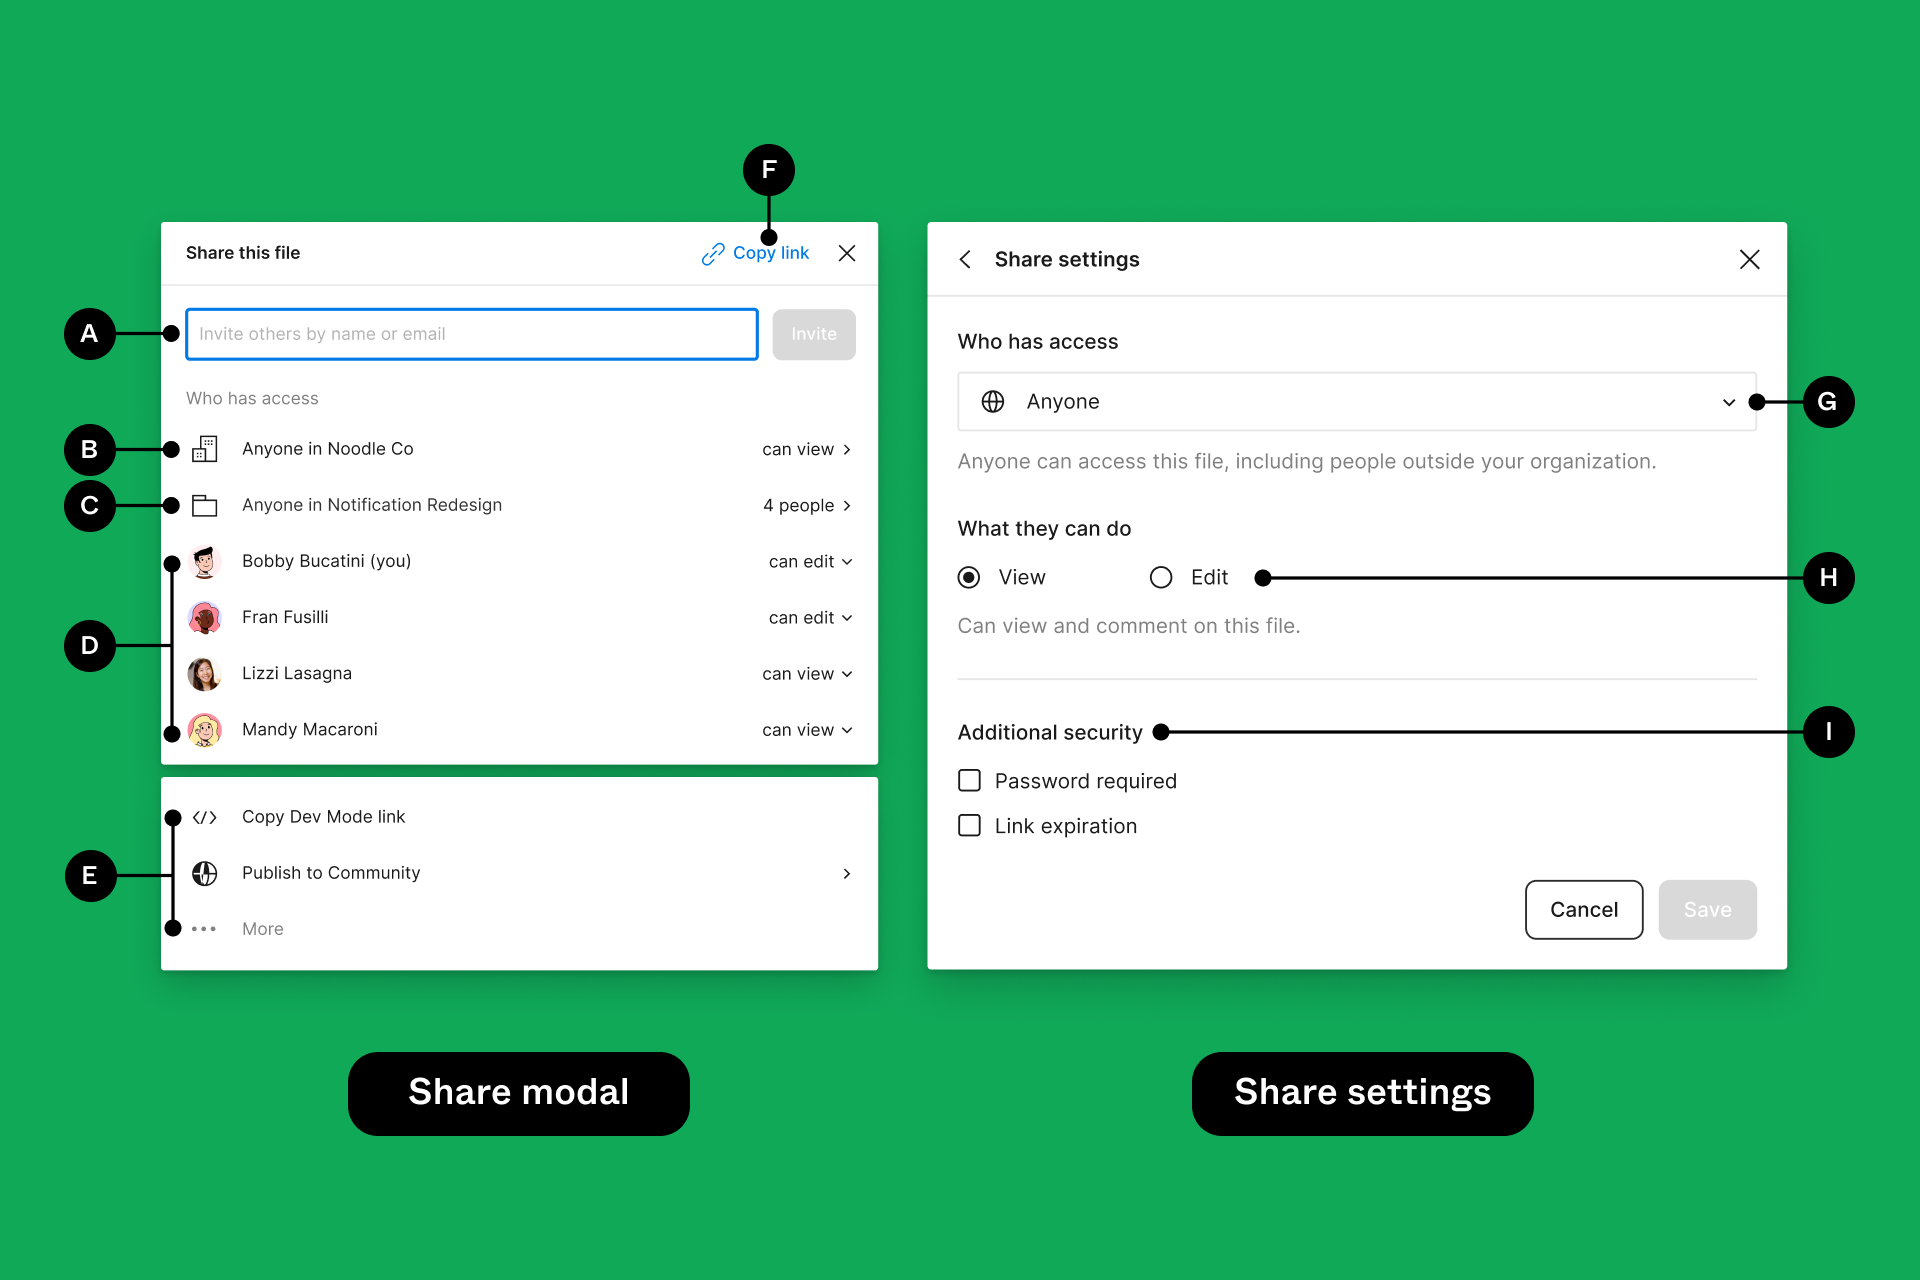 F
Share this file
Copy link
A
Invite others by name or email
Invite
Who has access
B
Anyone in Noodle Co
can view
C
Anyone in Notification Redesign
4 people
Bobby Bucatini (you)
can edit
Fran Fusilli
can edit
D
Lizzi Lasagna
can view
Mandy Macaroni
can view
Copy Dev Mode link
E
Publish to Community
More
Share settings
Who has access
Anyone
G
Anyone can access this file, including people outside your organization.
What they can do
View
Edit
H
Can view and comment on this file.
Additional security
I
Password required
Link expiration
Cancel
Save
Share modal
Share settings